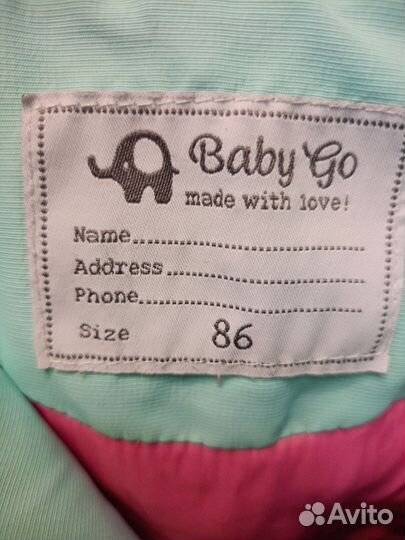 Baby Go
made with love!
Name
Address
Phone
Size 86
Avito